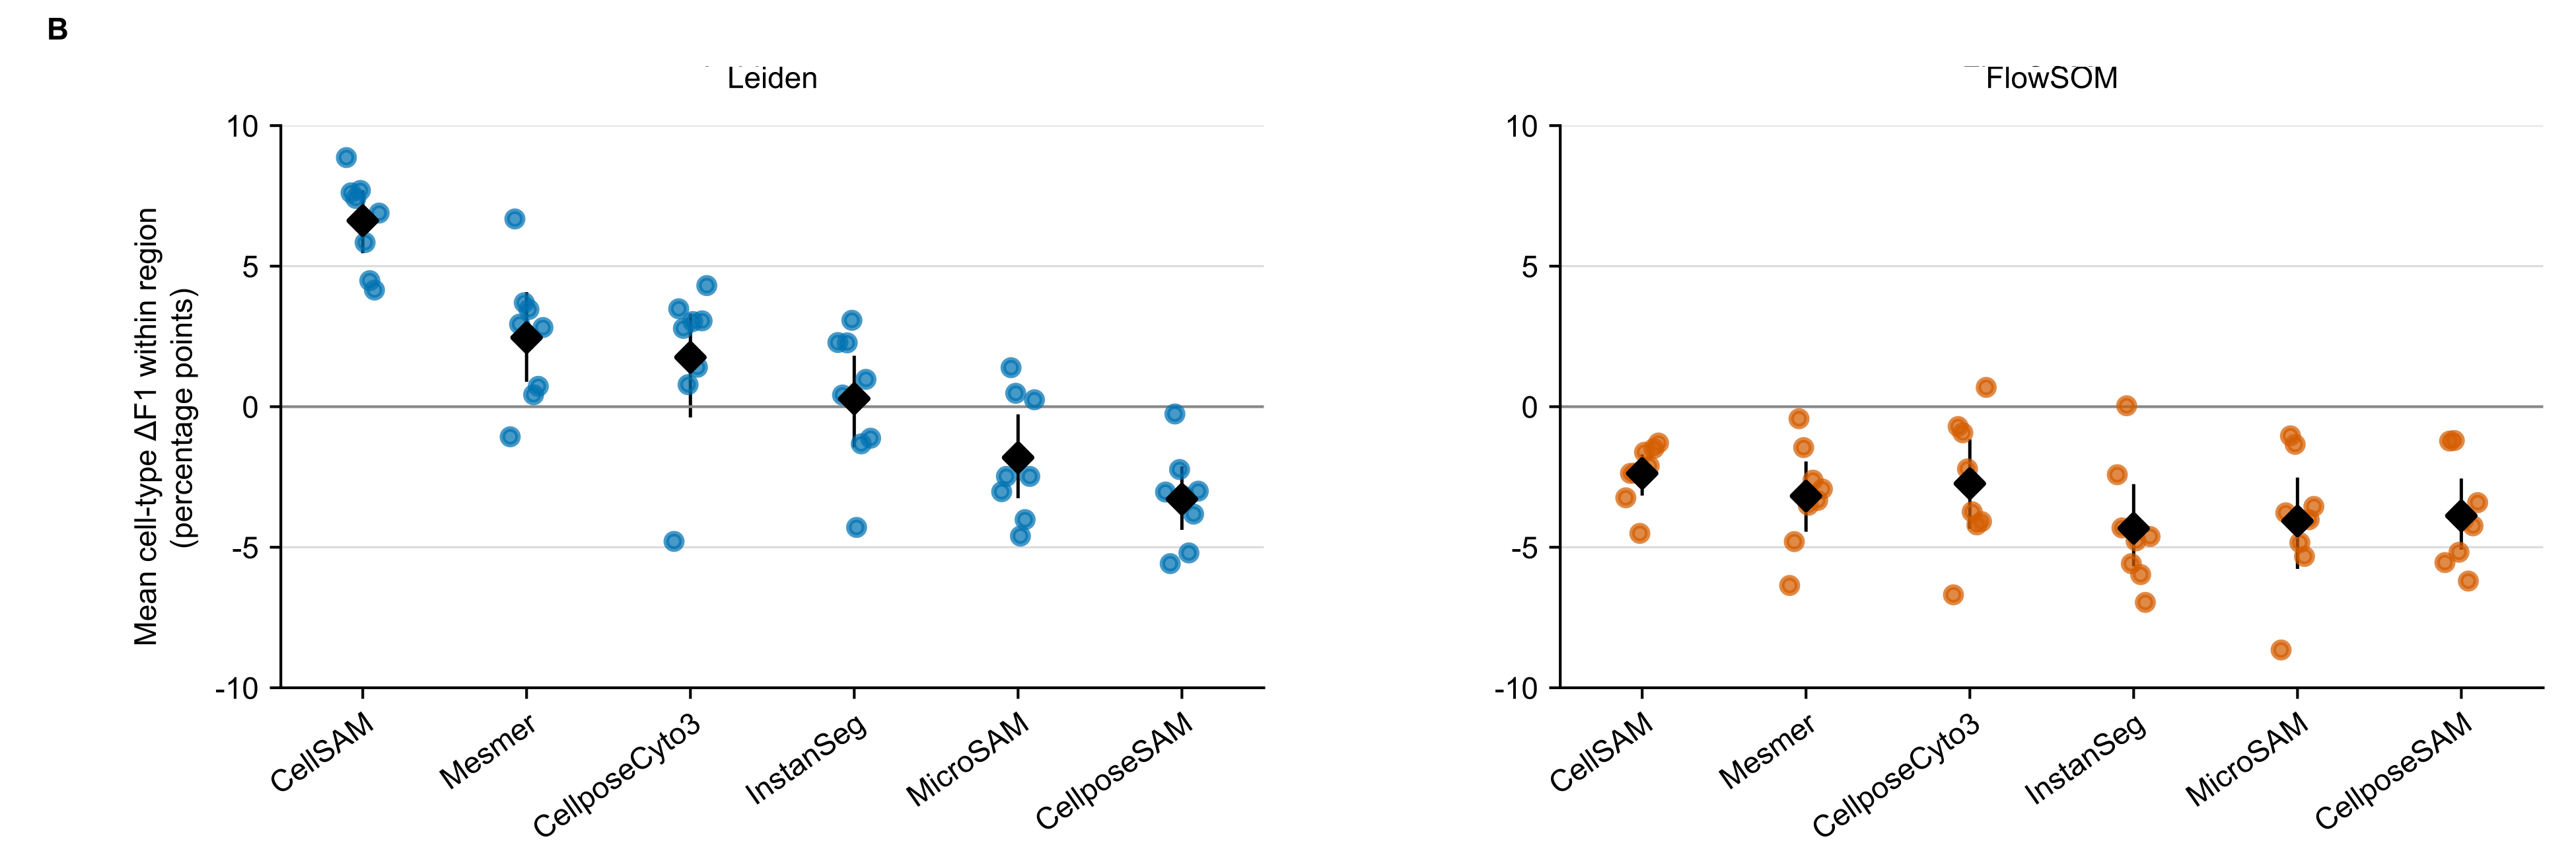 B
Leiden
FlowSOM
Mean cell-type ΔF1 within region
(percentage points)
10
5
0
-5
-10
CellSAM
Mesmer
CellposeCyto3
InstanSeg
MicroSAM
CellposeSAM
10
5
0
-5
-10
CellSAM
Mesmer
CellposeCyto3
InstanSeg
MicroSAM
CellposeSAM